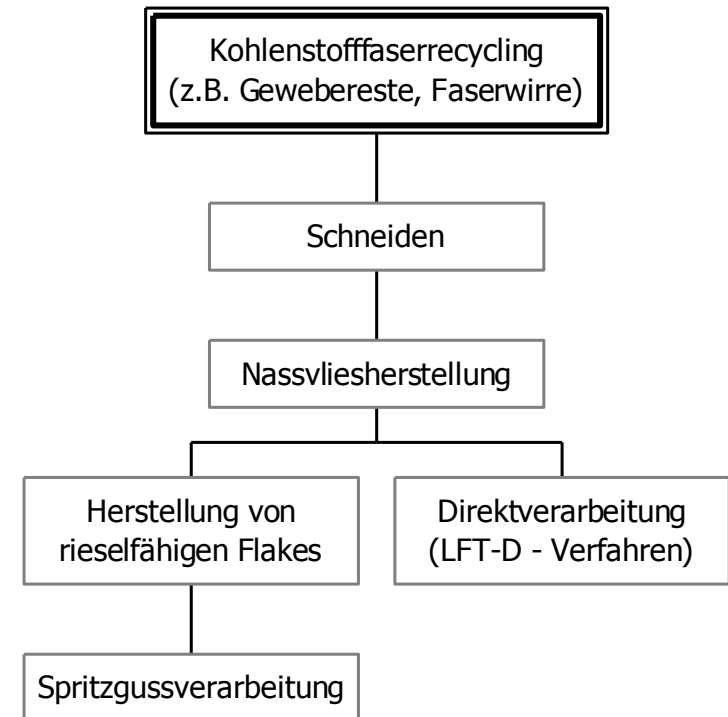 Kohlenstofffaserrecycling
(z.B. Gewebereste, Faserwirre)
Schneiden
Nassvliesherstellung
Herstellung von
rieselfähigen Flakes
Direktverarbeitung
(LFT-D - Verfahren)
Spritzgussverarbeitung